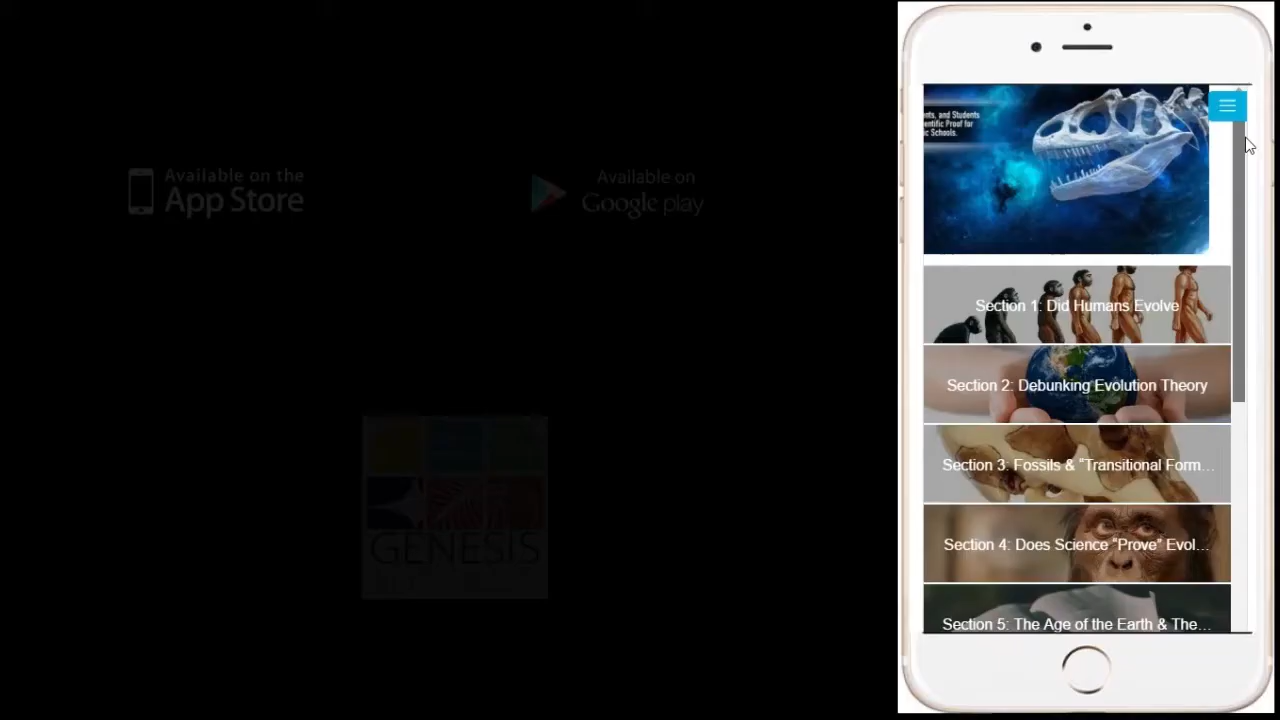 Available on the
App Store
Available on
Google play
GENESIS
ents, and Students
entific Proof for
ic Schools.
Section 1: Did Humans Evolve
Section 2: Debunking Evolution Theory
Section 3: Fossils & “Transitional Form...
Section 4: Does Science “Prove” Evol...
Section 5: The Age of the Earth & The...